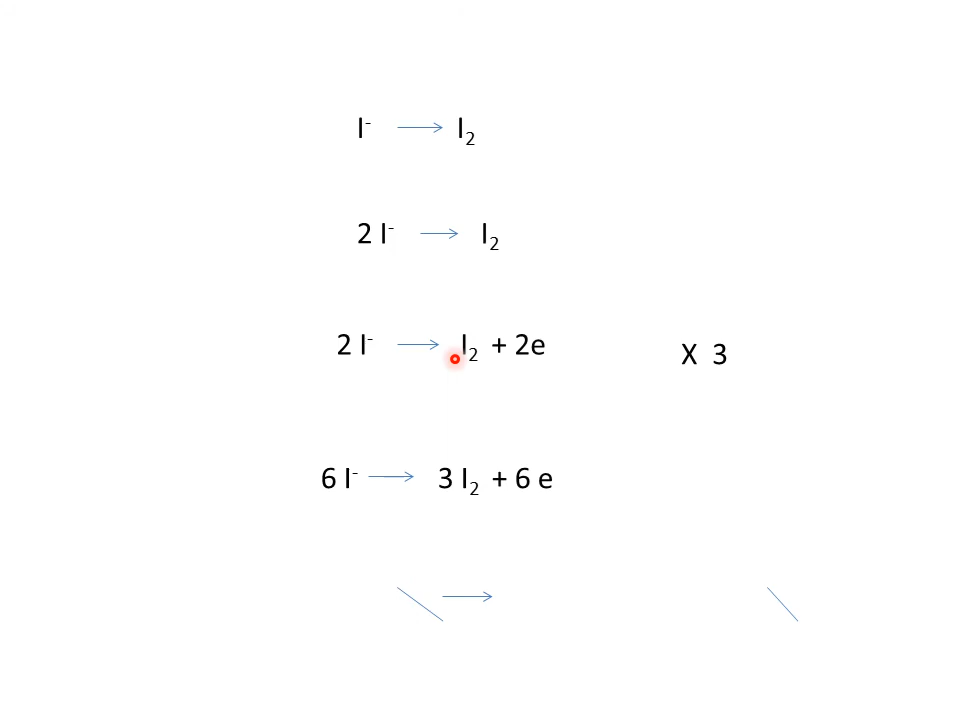 I⁻ → I₂
2 I⁻ → I₂
2 I⁻ → I₂ + 2e X 3
6 I⁻ → 3 I₂ + 6 e
→